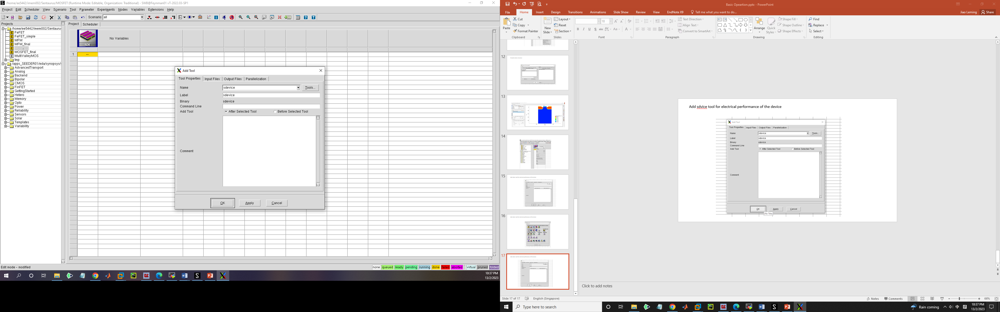 /home/ee5442/imem002/Sentaurus/MOSFET (Runtime Mode: Editable, Organization: Traditional) - SWB@Feynman01 vT-2022.03-SP1
Project Edit Scheduler View Scenario Tool Parameter Experiments Nodes Variables Extensions Help
Scenario: all
Projects
/home/ee5442/imem002/Sentaurus
FeFET
FeFET_simple
MFM
MFM_final
MOSFET_final
MultiValleyMOS
tmp
/apps_SEEDER01/eda/synopsys/s
AdvancedTransport
Analog
Backend
Bipolar
CMOS
FinFET
GettingStarted
Hetero
Memory
Opto
Power
Reliability
Sensors
Solar
Templates
Variability
Project Scheduler
SDE
No Variables
1 --
Add Tool
Tool Properties Input Files Output Files Parallelization
Name sdevice Tools...
Label sdevice
Binary sdevice
Command Line
Add Tool After Selected Tool Before Selected Tool
Comment
OK Apply Cancel
Edit mode - modified
none queued ready pending running done failed aborted virtual pruned folded
10:37 PM
13/2/2023
Basic Opeartion.pptx - PowerPoint
File Home Insert Design Transitions Animations Slide Show Review View EndNote X9 Tell me what you want to do... Jiao Leming Share
Paste
Cut
Copy
Format Painter
Clipboard
New Slide
Layout
Reset
Section
Slides
18
Font
Text Direction
Align Text
Convert to SmartArt
Paragraph
Arrange
Quick Styles
Shape Fill
Shape Outline
Shape Effects
Drawing
Find
Replace
Select
Editing
12
13
14
15
16
17
Add sdvice tool for electrical performance of the device
Add Tool
Tool Properties Input Files Output Files Parallelization
Name sdevice Tools...
Label sdevice
Binary sdevice
Command Line
Add Tool After Selected Tool Before Selected Tool
Comment
OK Apply Cancel
(No Title)
Click to add notes
Slide 17 of 17 English (Singapore) Notes Comments 66%
Type here to search
Rain coming
中
10:37 PM
13/2/2023